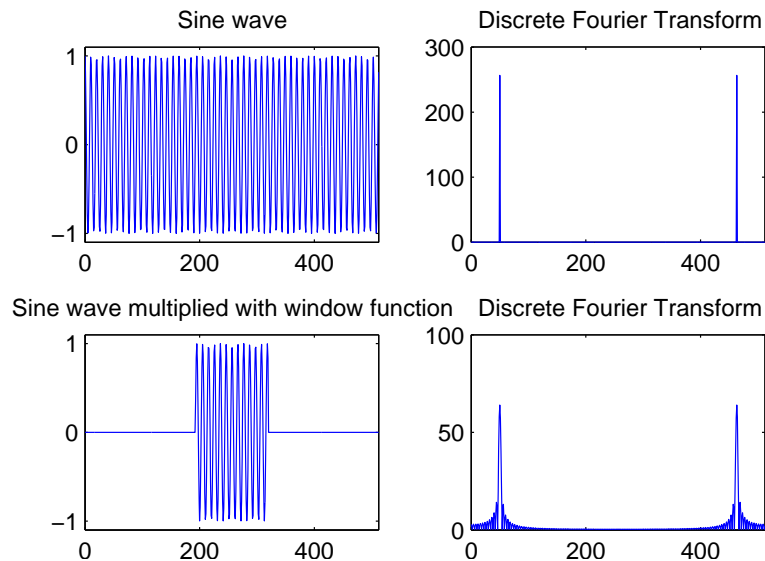 Sine wave
1
0
−1
0 200 400
Discrete Fourier Transform
300
200
100
0
0 200 400
Sine wave multiplied with window function
1
0
−1
0 200 400
Discrete Fourier Transform
100
50
0
0 200 400